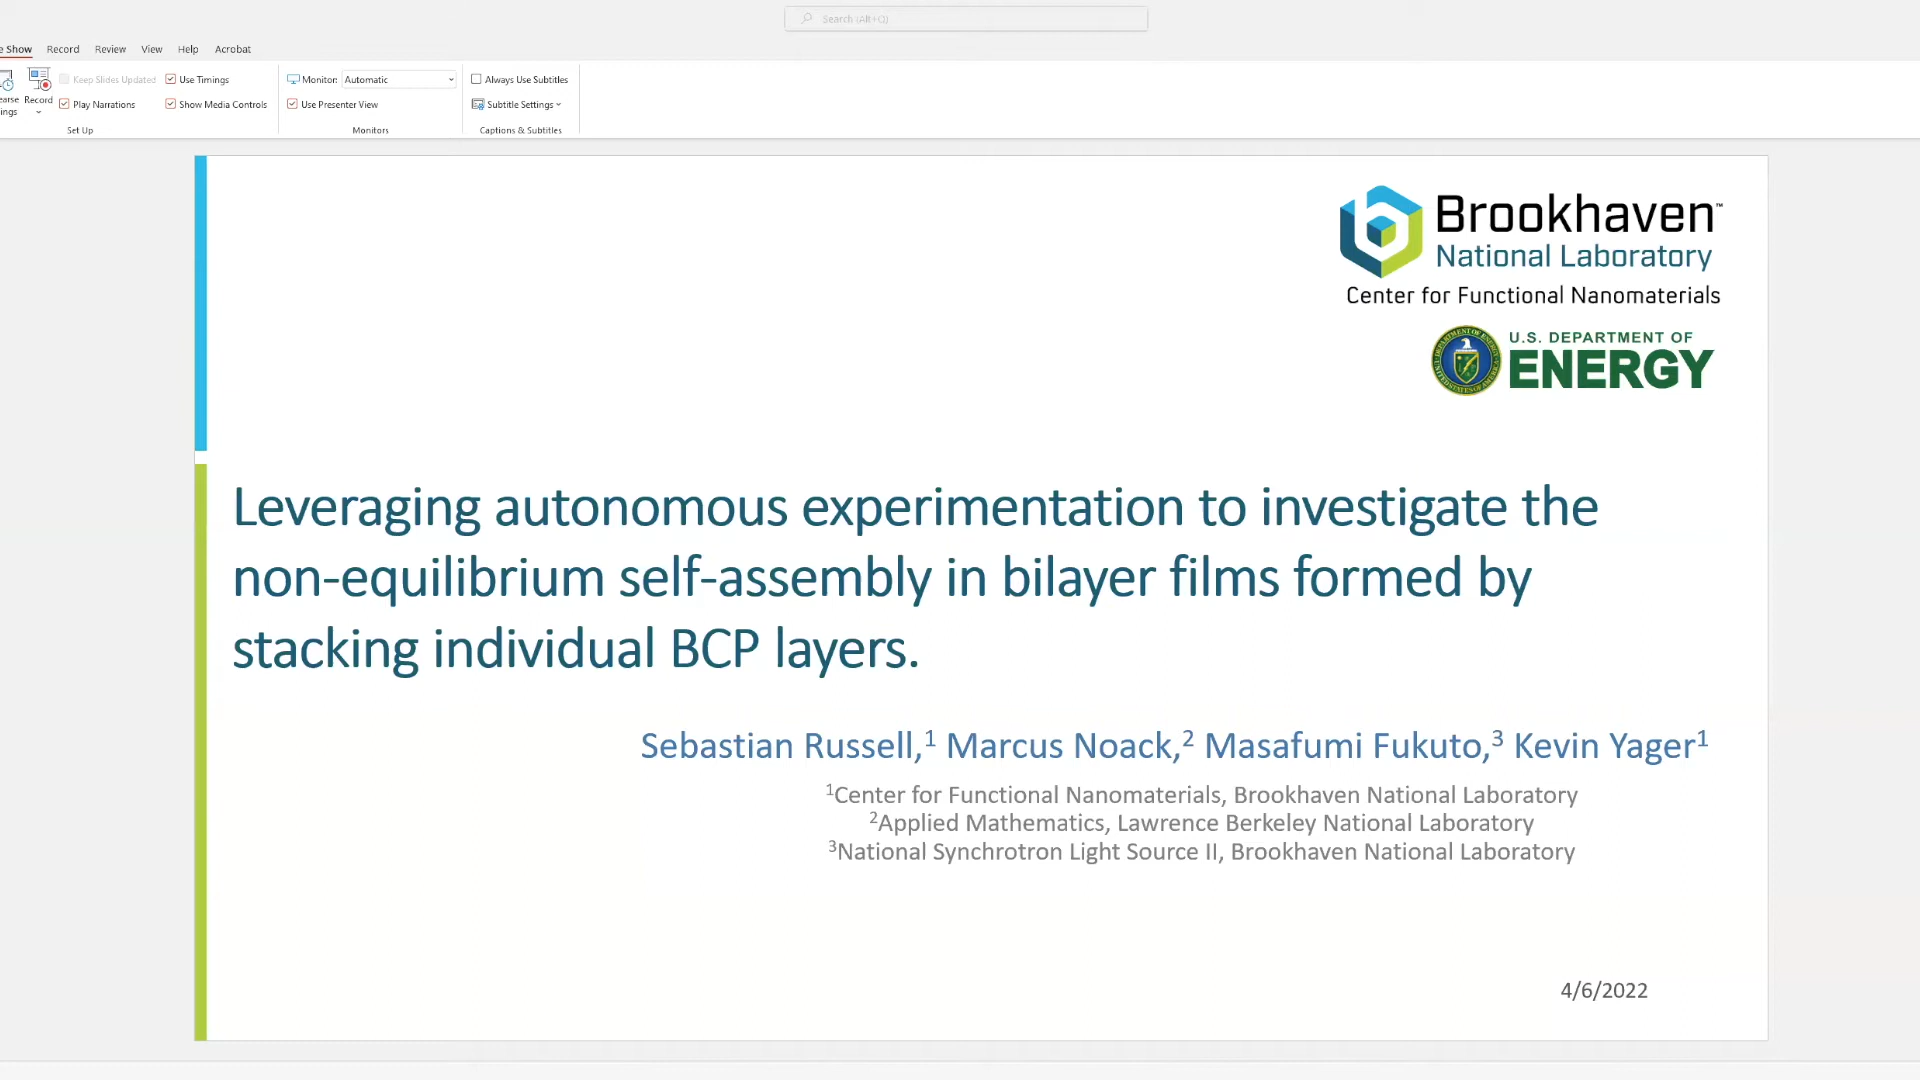 Search (Alt+Q)
e Show Record Review View Help Acrobat
Keep Slides Updated Use Timings Monitor: Automatic Always Use Subtitles
earse Record Play Narrations Show Media Controls Use Presenter View Subtitle Settings
ings
Set Up Monitors Captions & Subtitles
Brookhaven™
National Laboratory
Center for Functional Nanomaterials
U.S. DEPARTMENT OF
ENERGY
Leveraging autonomous experimentation to investigate the
non-equilibrium self-assembly in bilayer films formed by
stacking individual BCP layers.
Sebastian Russell,¹ Marcus Noack,² Masafumi Fukuto,³ Kevin Yager¹
¹Center for Functional Nanomaterials, Brookhaven National Laboratory
²Applied Mathematics, Lawrence Berkeley National Laboratory
³National Synchrotron Light Source II, Brookhaven National Laboratory
4/6/2022